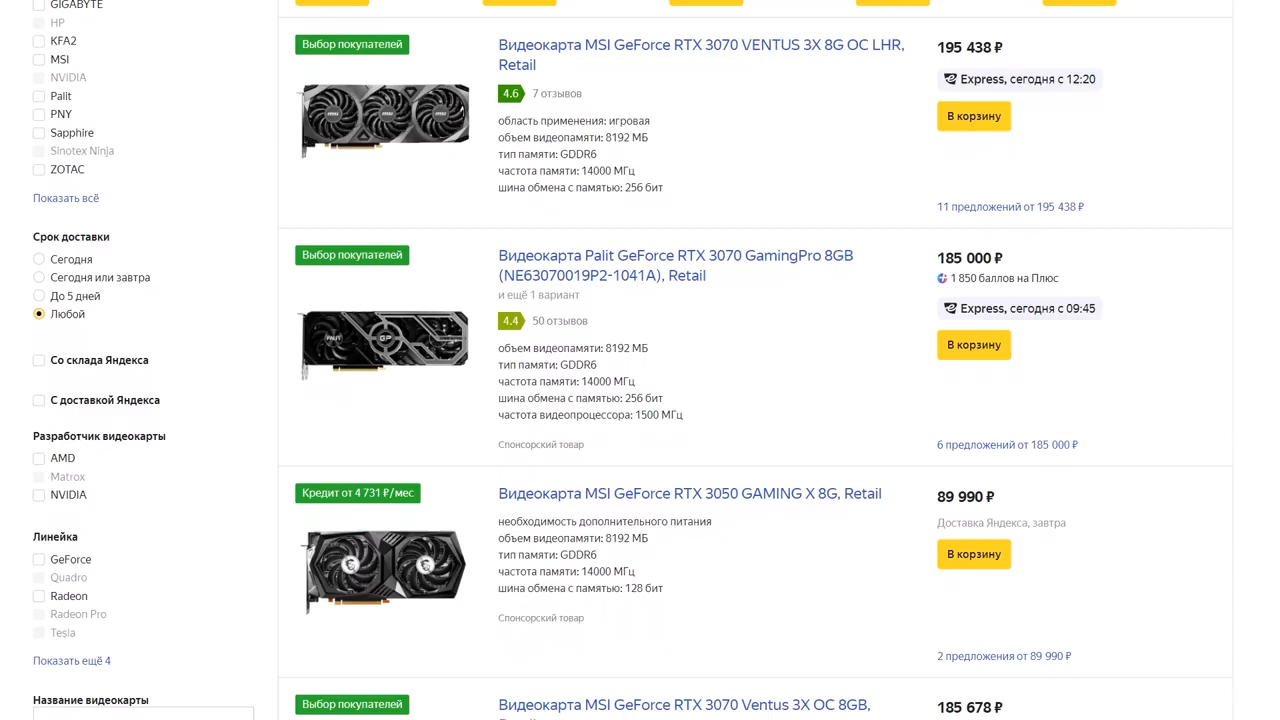 GIGABYTE
HP
KFA2
MSI
NVIDIA
Palit
PNY
Sapphire
Sinotex Ninja
ZOTAC
Показать всё
Срок доставки
Сегодня
Сегодня или завтра
До 5 дней
Любой
Со склада Яндекса
С доставкой Яндекса
Разработчик видеокарты
AMD
Matrox
NVIDIA
Линейка
GeForce
Quadro
Radeon
Radeon Pro
Tesla
Показать ещё 4
Название видеокарты
Выбор покупателей
Видеокарта MSI GeForce RTX 3070 VENTUS 3X 8G OC LHR,
Retail
4.6 7 отзывов
область применения: игровая
объем видеопамяти: 8192 МБ
тип памяти: GDDR6
частота памяти: 14000 МГц
шина обмена с памятью: 256 бит
195 438 ₽
Express, сегодня с 12:20
В корзину
11 предложений от 195 438 ₽
Выбор покупателей
Видеокарта Palit GeForce RTX 3070 GamingPro 8GB
(NE63070019P2-1041A), Retail
и ещё 1 вариант
4.4 50 отзывов
объем видеопамяти: 8192 МБ
тип памяти: GDDR6
частота памяти: 14000 МГц
шина обмена с памятью: 256 бит
частота видеопроцессора: 1500 МГц
Спонсорский товар
185 000 ₽
1 850 баллов на Плюс
Express, сегодня с 09:45
В корзину
6 предложений от 185 000 ₽
Кредит от 4 731 ₽/мес
Видеокарта MSI GeForce RTX 3050 GAMING X 8G, Retail
необходимость дополнительного питания
объем видеопамяти: 8192 МБ
тип памяти: GDDR6
частота памяти: 14000 МГц
шина обмена с памятью: 128 бит
Спонсорский товар
89 990 ₽
Доставка Яндекса, завтра
В корзину
2 предложения от 89 990 ₽
Выбор покупателей
Видеокарта MSI GeForce RTX 3070 Ventus 3X OC 8GB,
185 678 ₽